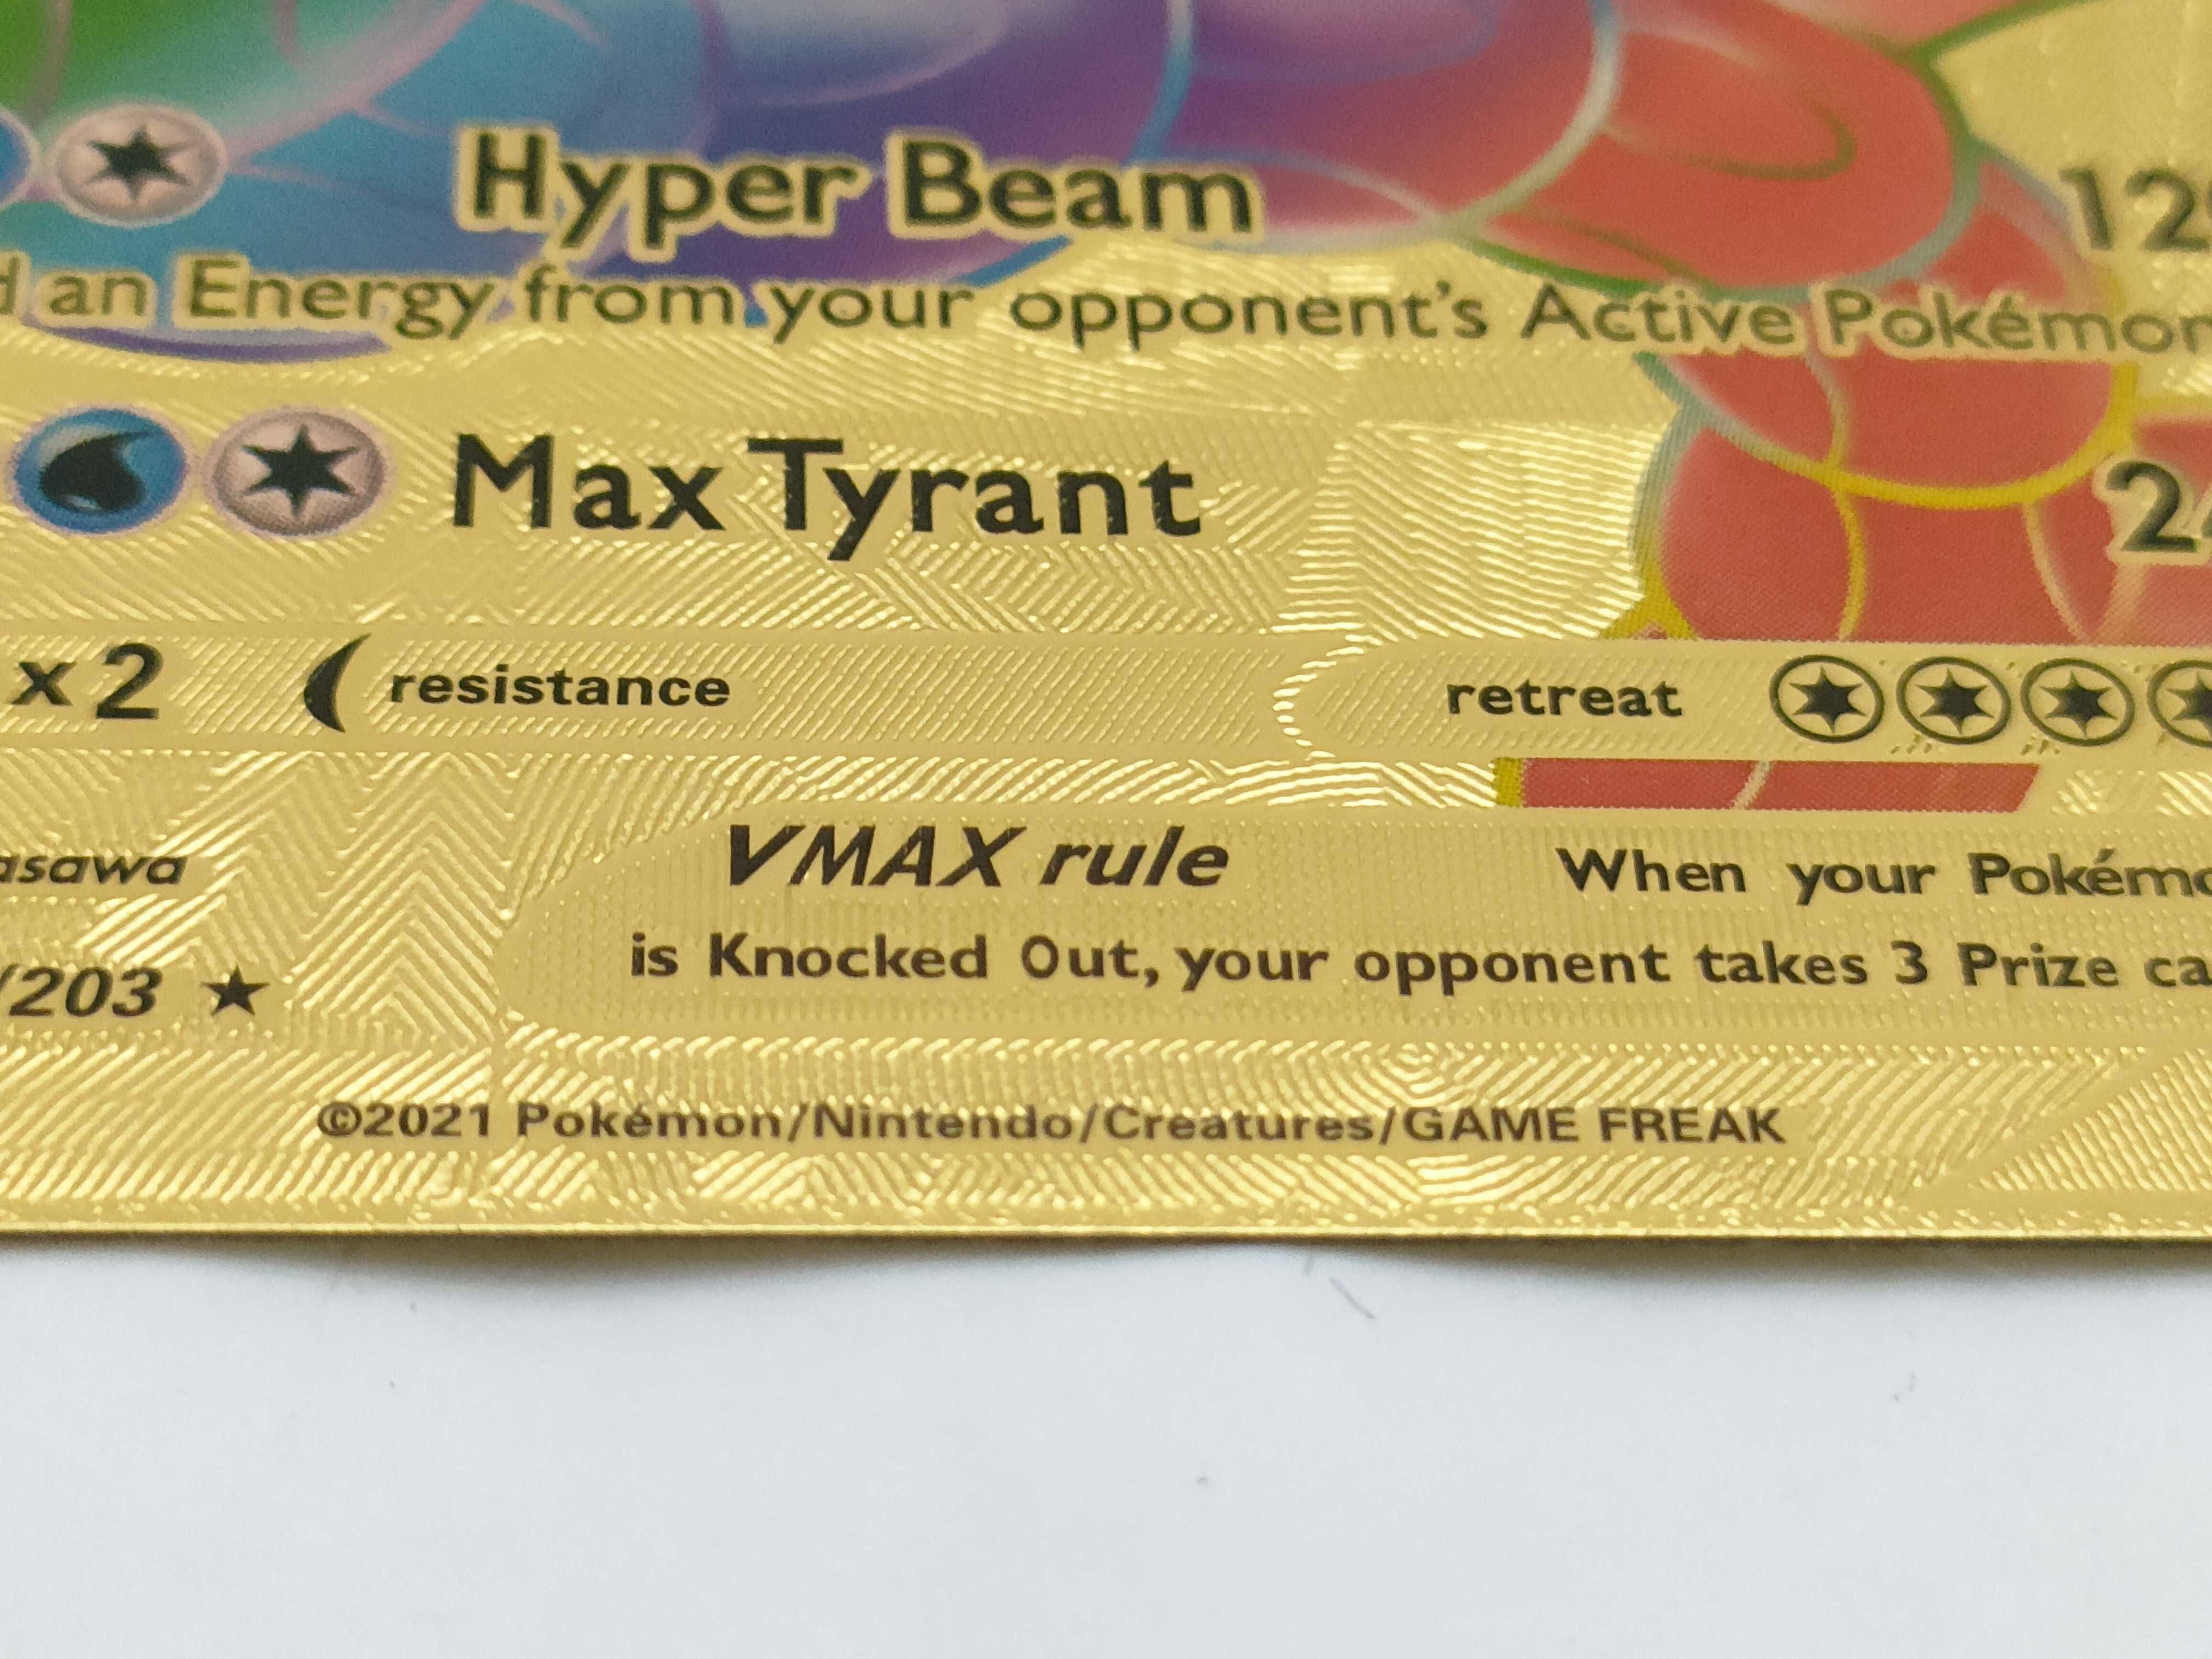 Hyper Beam
an Energy from your opponent's Active Pokémon
Max Tyrant
x2 resistance retreat
VMAX rule When your Pokémo
asawa
is Knocked Out, your opponent takes 3 Prize ca
/203 ★
©2021 Pokémon/Nintendo/Creatures/GAME FREAK